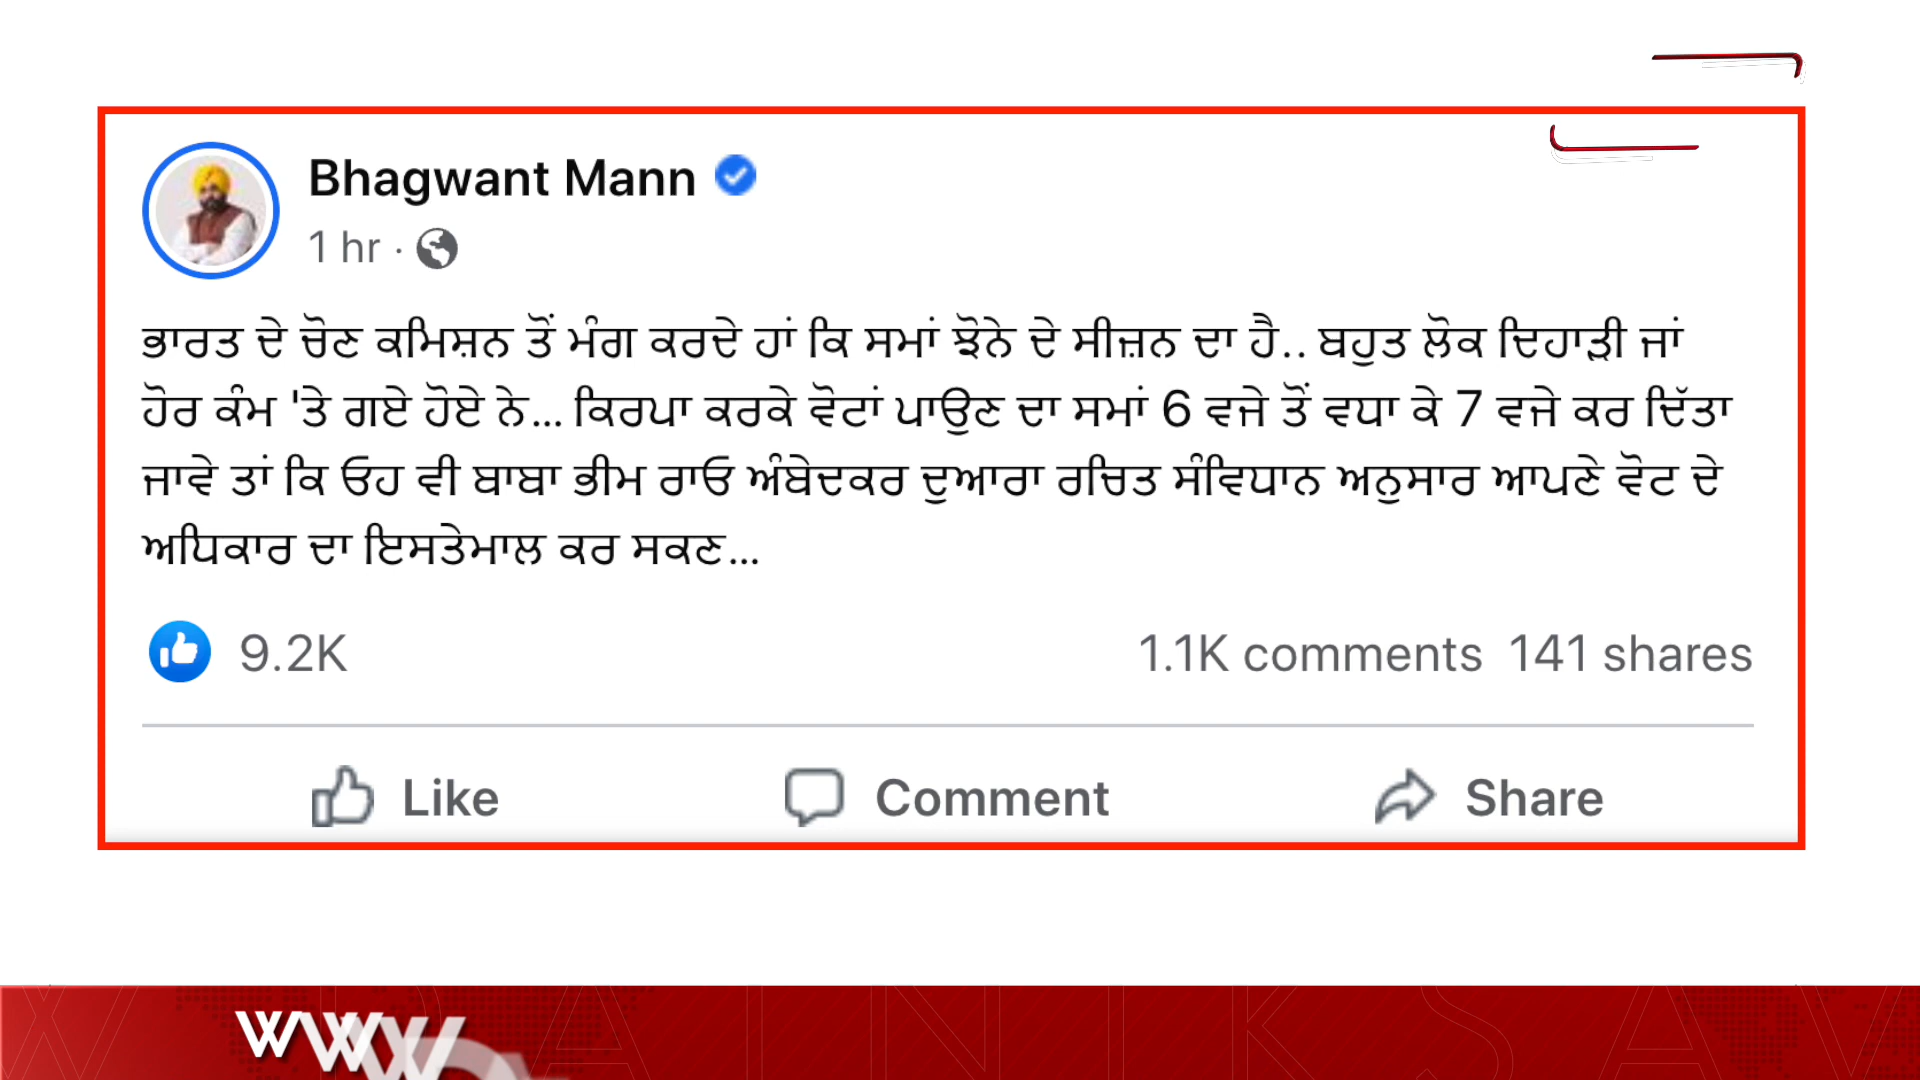 Bhagwant Mann
1 hr ·
ਭਾਰਤ ਦੇ ਚੋਣ ਕਮਿਸ਼ਨ ਤੋਂ ਮੰਗ ਕਰਦੇ ਹਾਂ ਕਿ ਸਮਾਂ ਝੋਨੇ ਦੇ ਸੀਜ਼ਨ ਦਾ ਹੈ.. ਬਹੁਤ ਲੋਕ ਦਿਹਾੜੀ ਜਾਂ
ਹੋਰ ਕੰਮ 'ਤੇ ਗਏ ਹੋਏ ਨੇ... ਕਿਰਪਾ ਕਰਕੇ ਵੋਟਾਂ ਪਾਉਣ ਦਾ ਸਮਾਂ 6 ਵਜੇ ਤੋਂ ਵਧਾ ਕੇ 7 ਵਜੇ ਕਰ ਦਿੱਤਾ
ਜਾਵੇ ਤਾਂ ਕਿ ਓਹ ਵੀ ਬਾਬਾ ਭੀਮ ਰਾਓ ਅੰਬੇਦਕਰ ਦੁਆਰਾ ਰਚਿਤ ਸੰਵਿਧਾਨ ਅਨੁਸਾਰ ਆਪਣੇ ਵੋਟ ਦੇ
ਅਧਿਕਾਰ ਦਾ ਇਸਤੇਮਾਲ ਕਰ ਸਕਣ...
9.2K 1.1K comments 141 shares
Like Comment Share